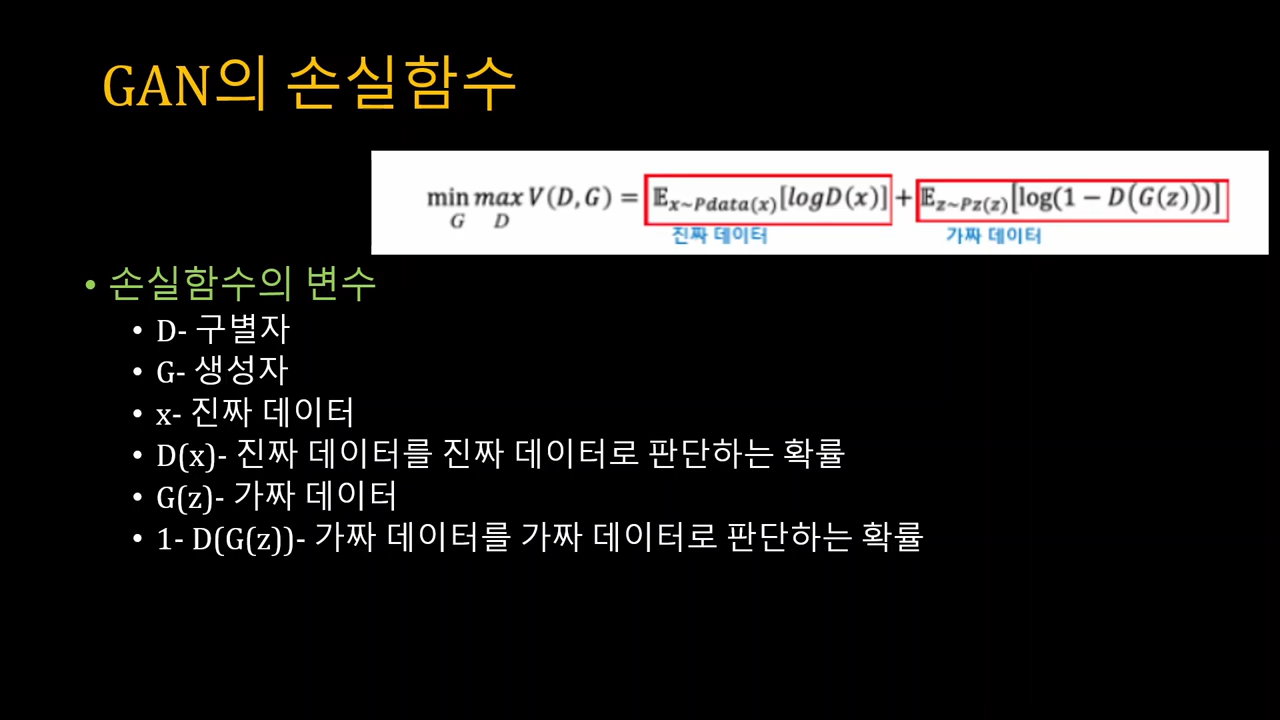 GAN의 손실함수
min max V(D, G) = 𝔼x~Pdata(x)[logD(x)] + 𝔼z~Pz(z)[log(1 − D(G(z)))]
G D
진짜 데이터 가짜 데이터
• 손실함수의 변수
• D- 구별자
• G- 생성자
• x- 진짜 데이터
• D(x)- 진짜 데이터를 진짜 데이터로 판단하는 확률
• G(z)- 가짜 데이터
• 1- D(G(z))- 가짜 데이터를 가짜 데이터로 판단하는 확률